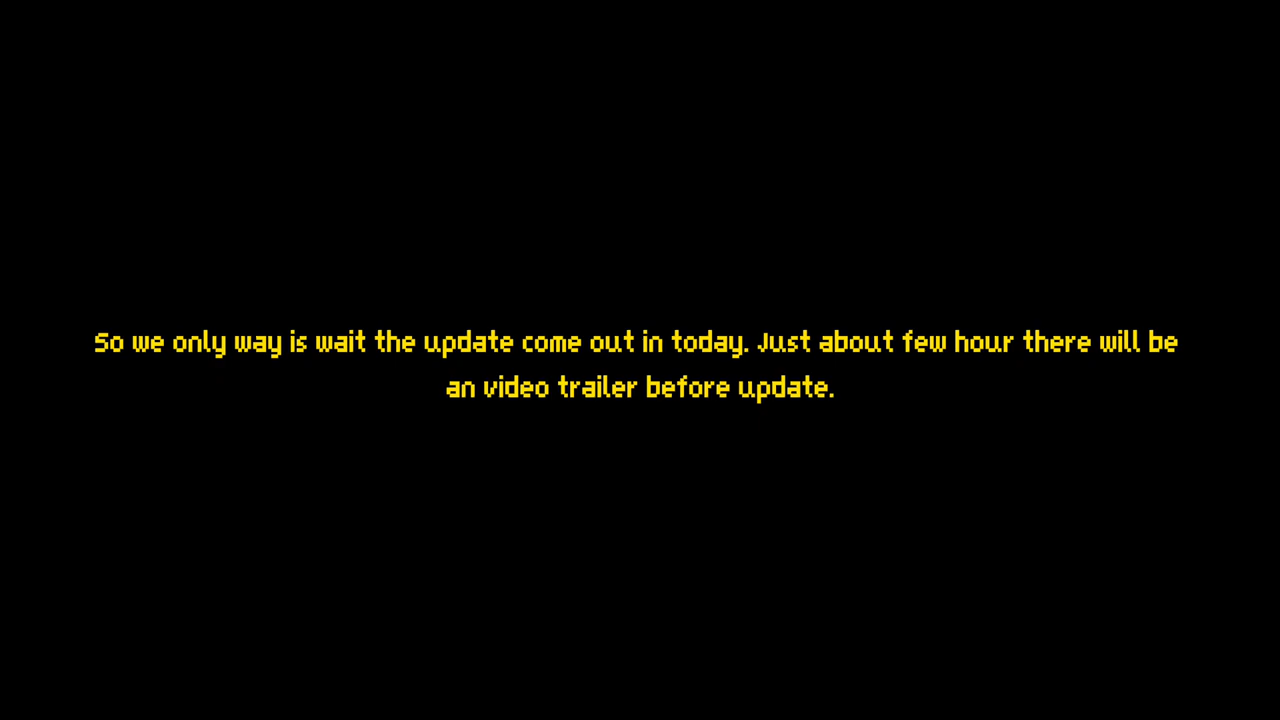 So we only way is wait the update come out in today. Just about few hour there will be
an video trailer before update.